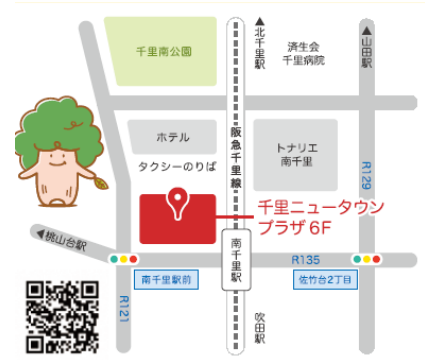 千里南公園
▲北千里駅
済生会
千里病院
▲山田駅
ホテル
タクシーのりば
阪急千里線
トナリエ
南千里
R129
千里ニュータウン
プラザ 6F
◀桃山台駅
南千里駅
R135
南千里駅前
佐竹台2丁目
R121
吹田駅